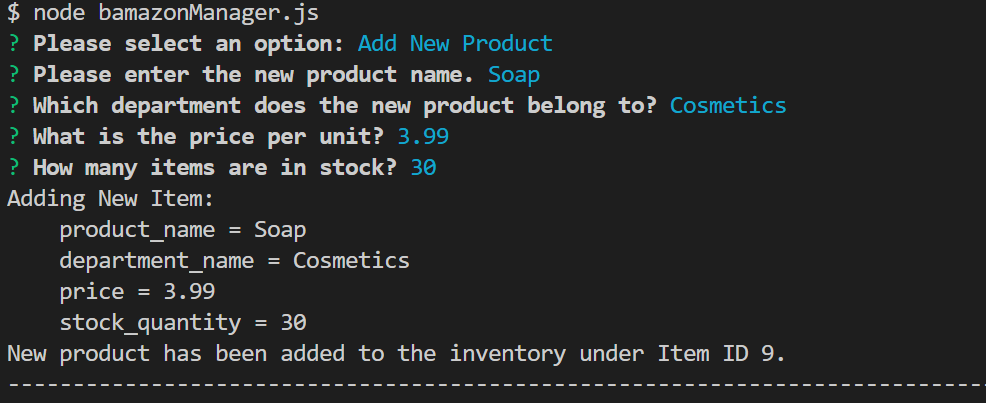 $ node bamazonManager.js
? Please select an option: Add New Product
? Please enter the new product name. Soap
? Which department does the new product belong to? Cosmetics
? What is the price per unit? 3.99
? How many items are in stock? 30
Adding New Item:
    product_name = Soap
    department_name = Cosmetics
    price = 3.99
    stock_quantity = 30
New product has been added to the inventory under Item ID 9.
---------------------------------------------------------------------------